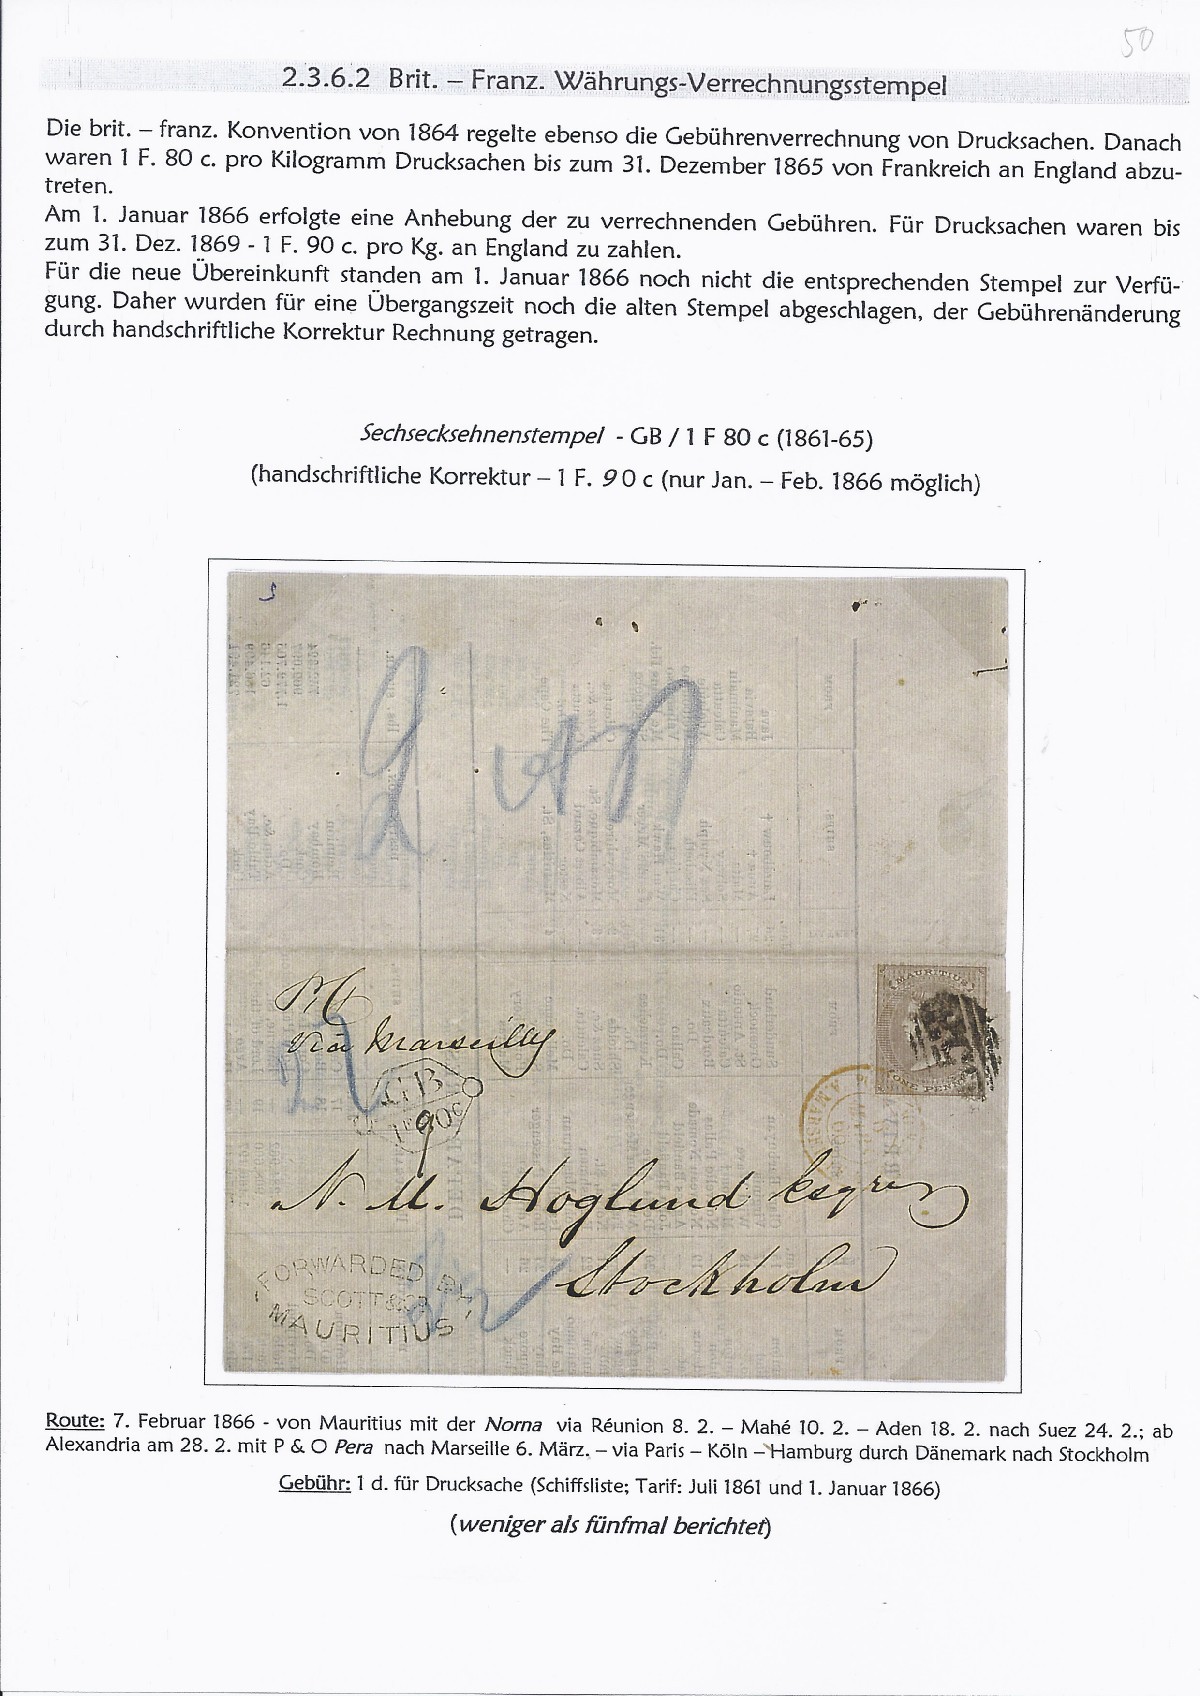 50
2.3.6.2 Brit. – Franz. Währungs-Verrechnungsstempel
Die brit. – franz. Konvention von 1864 regelte ebenso die Gebührenverrechnung von Drucksachen. Danach
waren 1 F. 80 c. pro Kilogramm Drucksachen bis zum 31. Dezember 1865 von Frankreich an England abzu-
treten.
Am 1. Januar 1866 erfolgte eine Anhebung der zu verrechnenden Gebühren. Für Drucksachen waren bis
zum 31. Dez. 1869 - 1 F. 90 c. pro Kg. an England zu zahlen.
Für die neue Übereinkunft standen am 1. Januar 1866 noch nicht die entsprechenden Stempel zur Verfü-
gung. Daher wurden für eine Übergangszeit noch die alten Stempel abgeschlagen, der Gebührenänderung
durch handschriftliche Korrektur Rechnung getragen.
Sechsecksehnenstempel - GB / 1 F 80 c (1861-65)
(handschriftliche Korrektur – 1 F. 90 c (nur Jan. – Feb. 1866 möglich)
MAURITIUS
ONE PENNY
via Marseilles
GB
1F90c
N. M. Hoglund Esqre
Stockholm
FORWARDED BY
SCOTT & Co
MAURITIUS
Route: 7. Februar 1866 - von Mauritius mit der Norna via Réunion 8. 2. – Mahé 10. 2. – Aden 18. 2. nach Suez 24. 2.; ab
Alexandria am 28. 2. mit P & O Pera nach Marseille 6. März. – via Paris – Köln – Hamburg durch Dänemark nach Stockholm
Gebühr: 1 d. für Drucksache (Schiffsliste; Tarif: Juli 1861 und 1. Januar 1866)
(weniger als fünfmal berichtet)